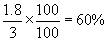 1.8/3 × 100/100 = 60%